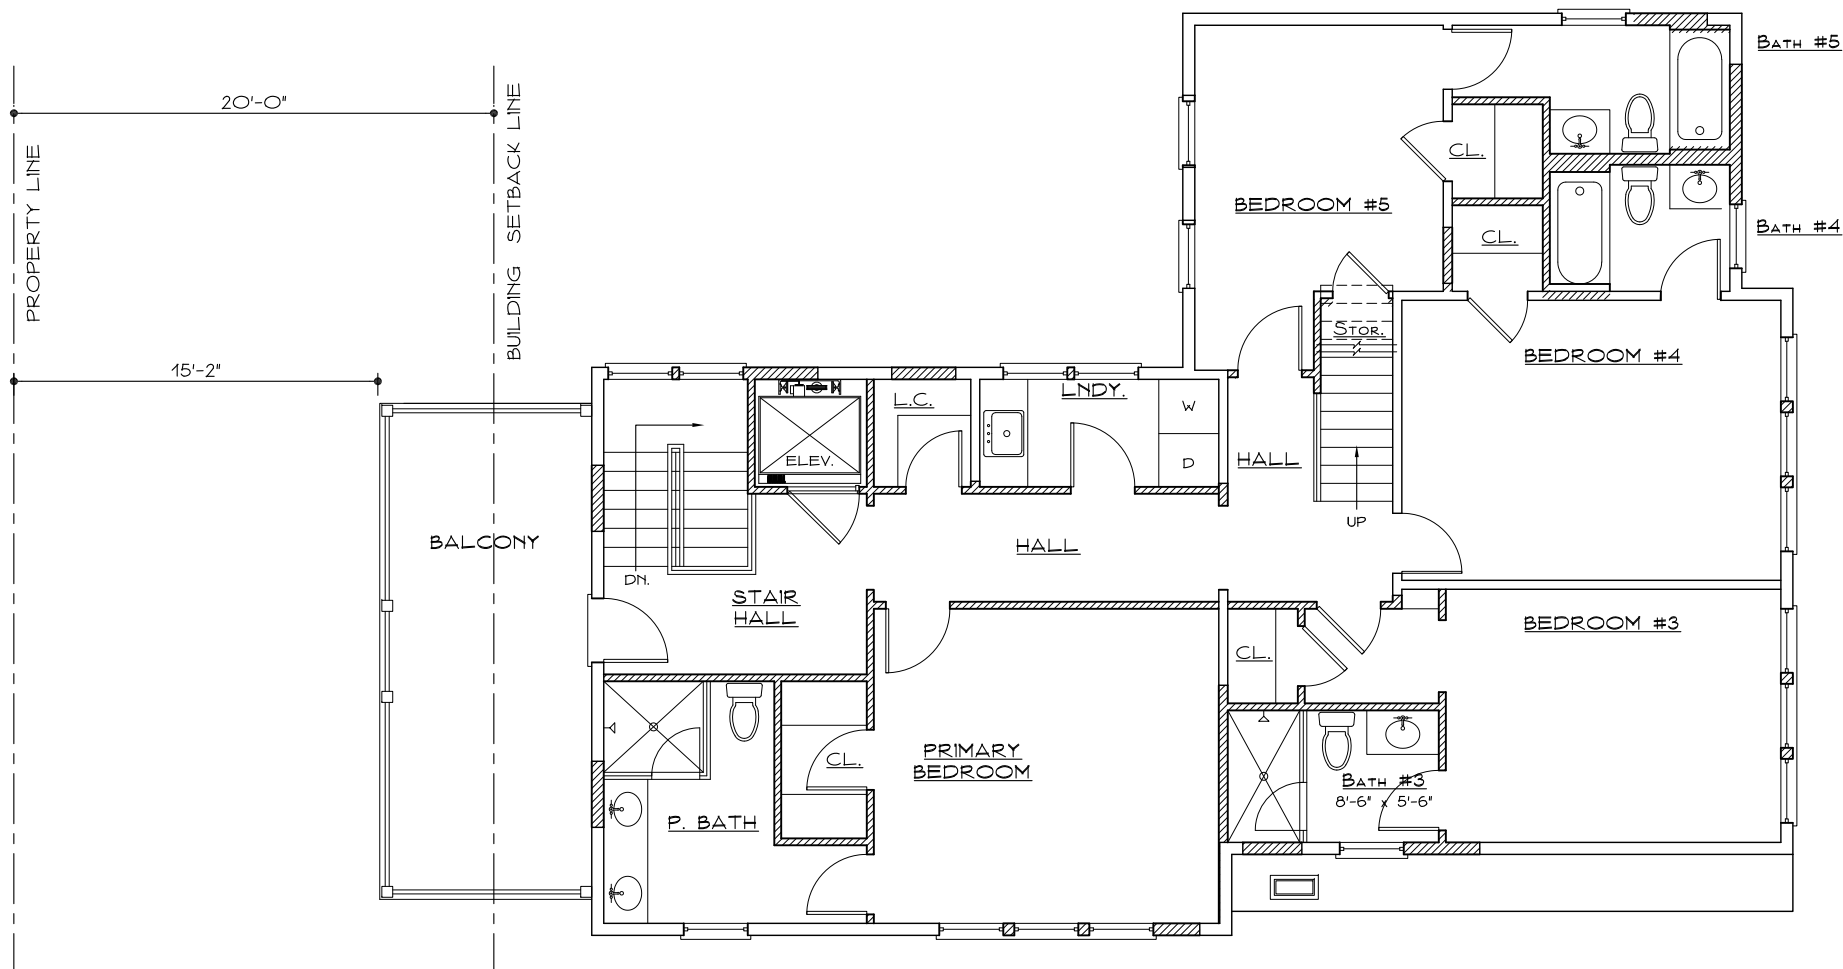 BATH #5
20'-0"
PROPERTY LINE
BUILDING SETBACK LINE
CL.
BEDROOM #5
BATH #4
CL.
STOR.
BEDROOM #4
15'-2"
L.C.
LNDY.
W
ELEV.
D
HALL
UP
BALCONY
HALL
DN.
STAIR
HALL
BEDROOM #3
CL.
PRIMARY
BEDROOM
CL.
BATH #3
8'-6" x 5'-6"
P. BATH